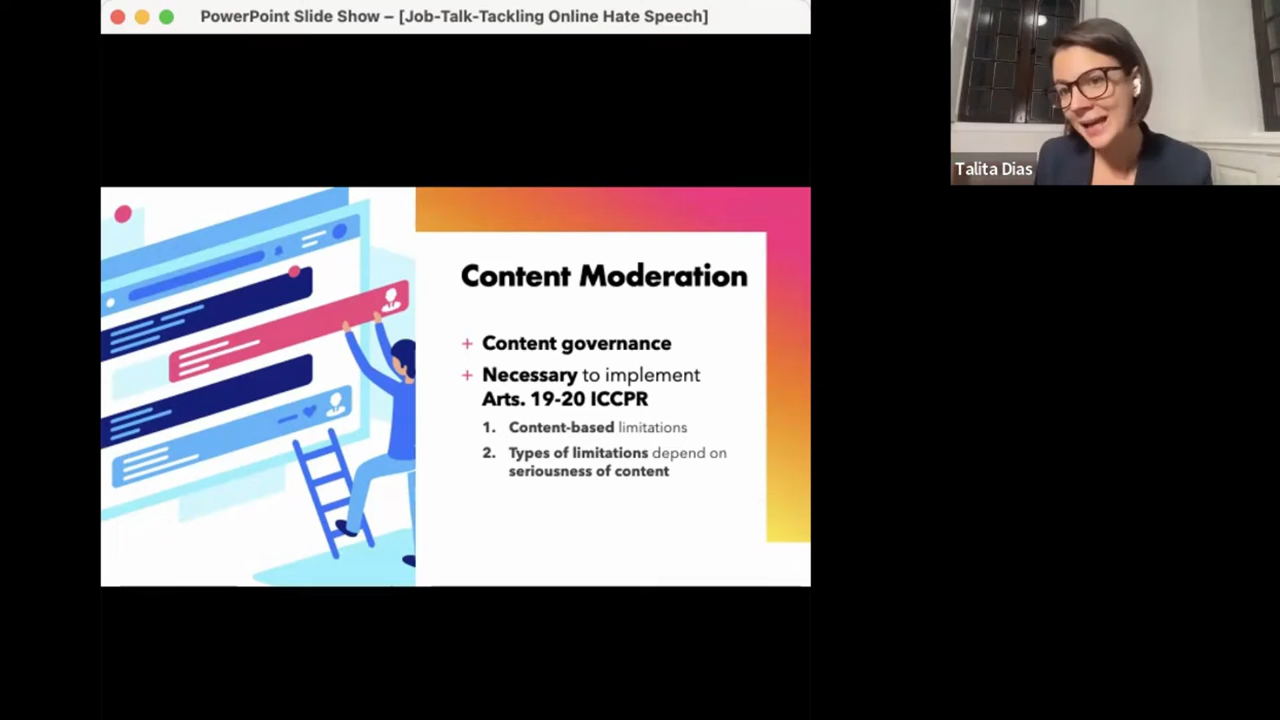 PowerPoint Slide Show – [Job-Talk-Tackling Online Hate Speech]
Talita Dias
Content Moderation
+ Content governance
+ Necessary to implement
Arts. 19-20 ICCPR
1. Content-based limitations
2. Types of limitations depend on
seriousness of content